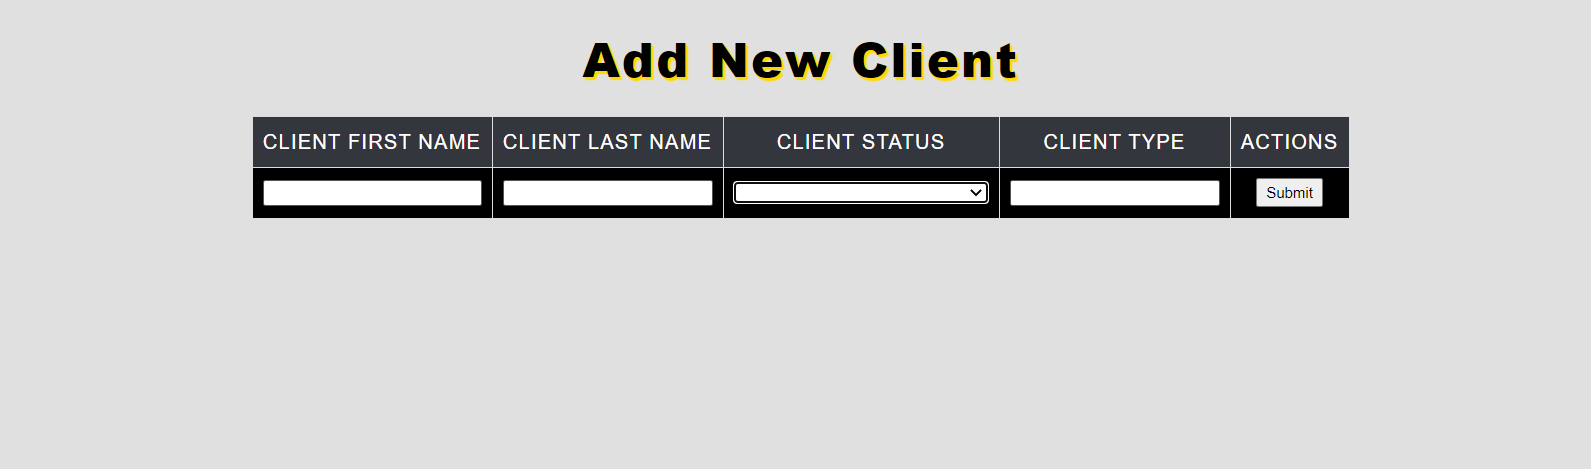 Add New Client
CLIENT FIRST NAME CLIENT LAST NAME CLIENT STATUS CLIENT TYPE ACTIONS
Submit